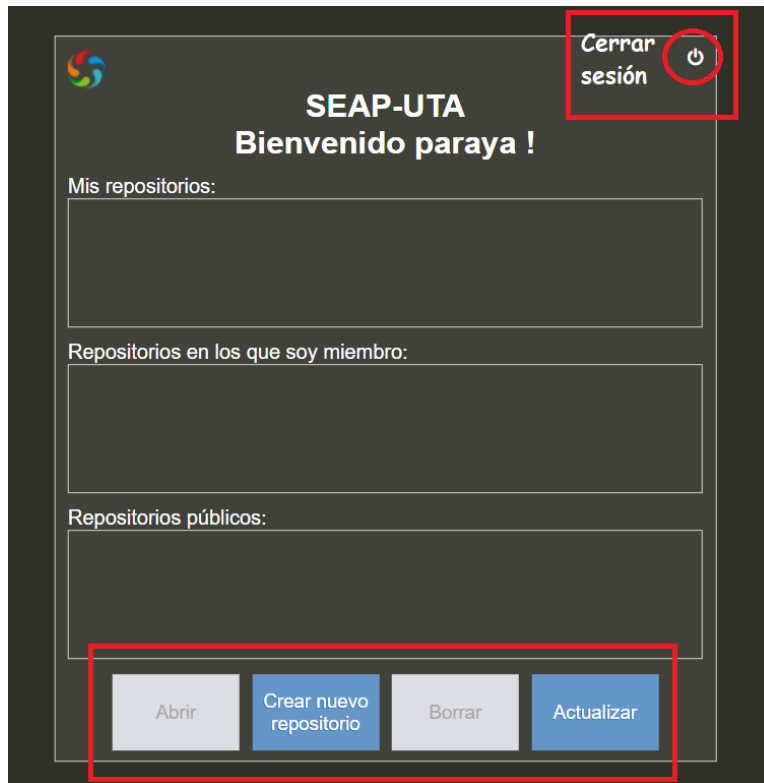 Cerrar
sesión
SEAP-UTA
Bienvenido paraya !
Mis repositorios:
Repositorios en los que soy miembro:
Repositorios públicos:
Abrir
Crear nuevo
repositorio
Borrar
Actualizar